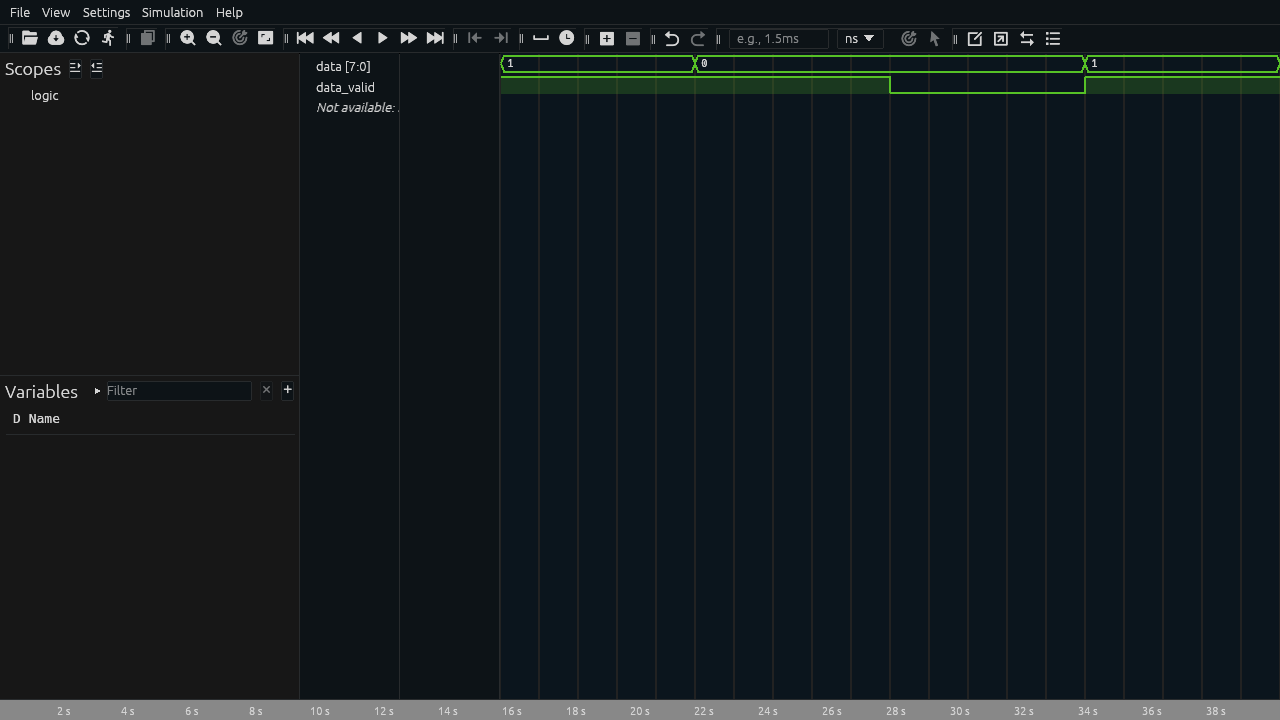 File View Settings Simulation Help
e.g., 1.5ms ns
Scopes
logic
data [7:0]
data_valid
Not available: .
1 0 1
Variables Filter
D Name
2 s 4 s 6 s 8 s 10 s 12 s 14 s 16 s 18 s 20 s 22 s 24 s 26 s 28 s 30 s 32 s 34 s 36 s 38 s